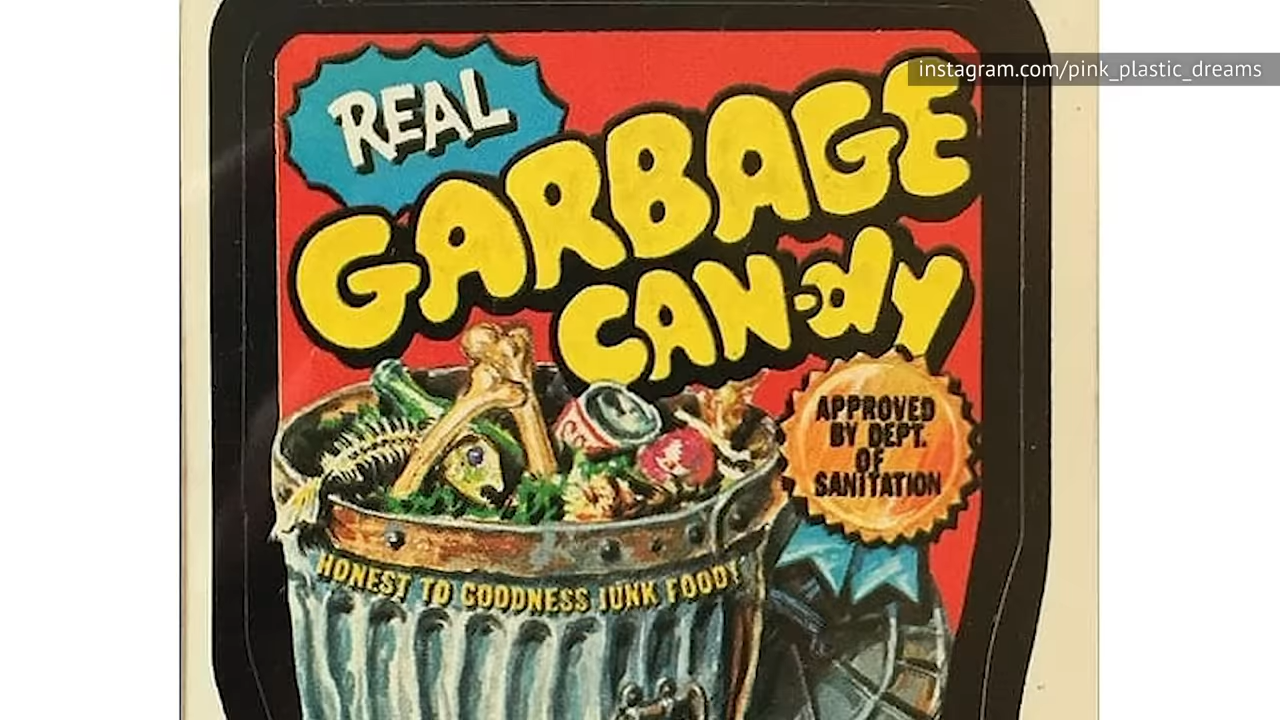 instagram.com/pink_plastic_dreams
REAL
GARBAGE
CAN-dy
APPROVED
BY DEPT.
OF
SANITATION
HONEST TO GOODNESS JUNK FOOD!